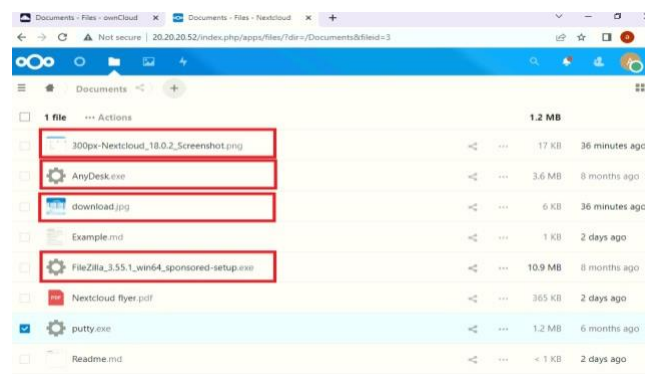 Documents - Files - ownCloud
Documents - Files - Nextcloud
Not secure | 20.20.20.52/index.php/apps/files/?dir=/Documents&fileid=3
Documents
1 file ••• Actions 1.2 MB
300px-Nextcloud_18.0.2_Screenshot.png 17 KB 36 minutes ago
AnyDesk.exe 3.6 MB 8 months ago
download.jpg 6 KB 36 minutes ago
Example.md 1 KB 2 days ago
FileZilla_3.55.1_win64_sponsored-setup.exe 10.9 MB 8 months ago
PDF Nextcloud flyer.pdf 365 KB 2 days ago
putty.exe 1.2 MB 6 months ago
Readme.md < 1 KB 2 days ago